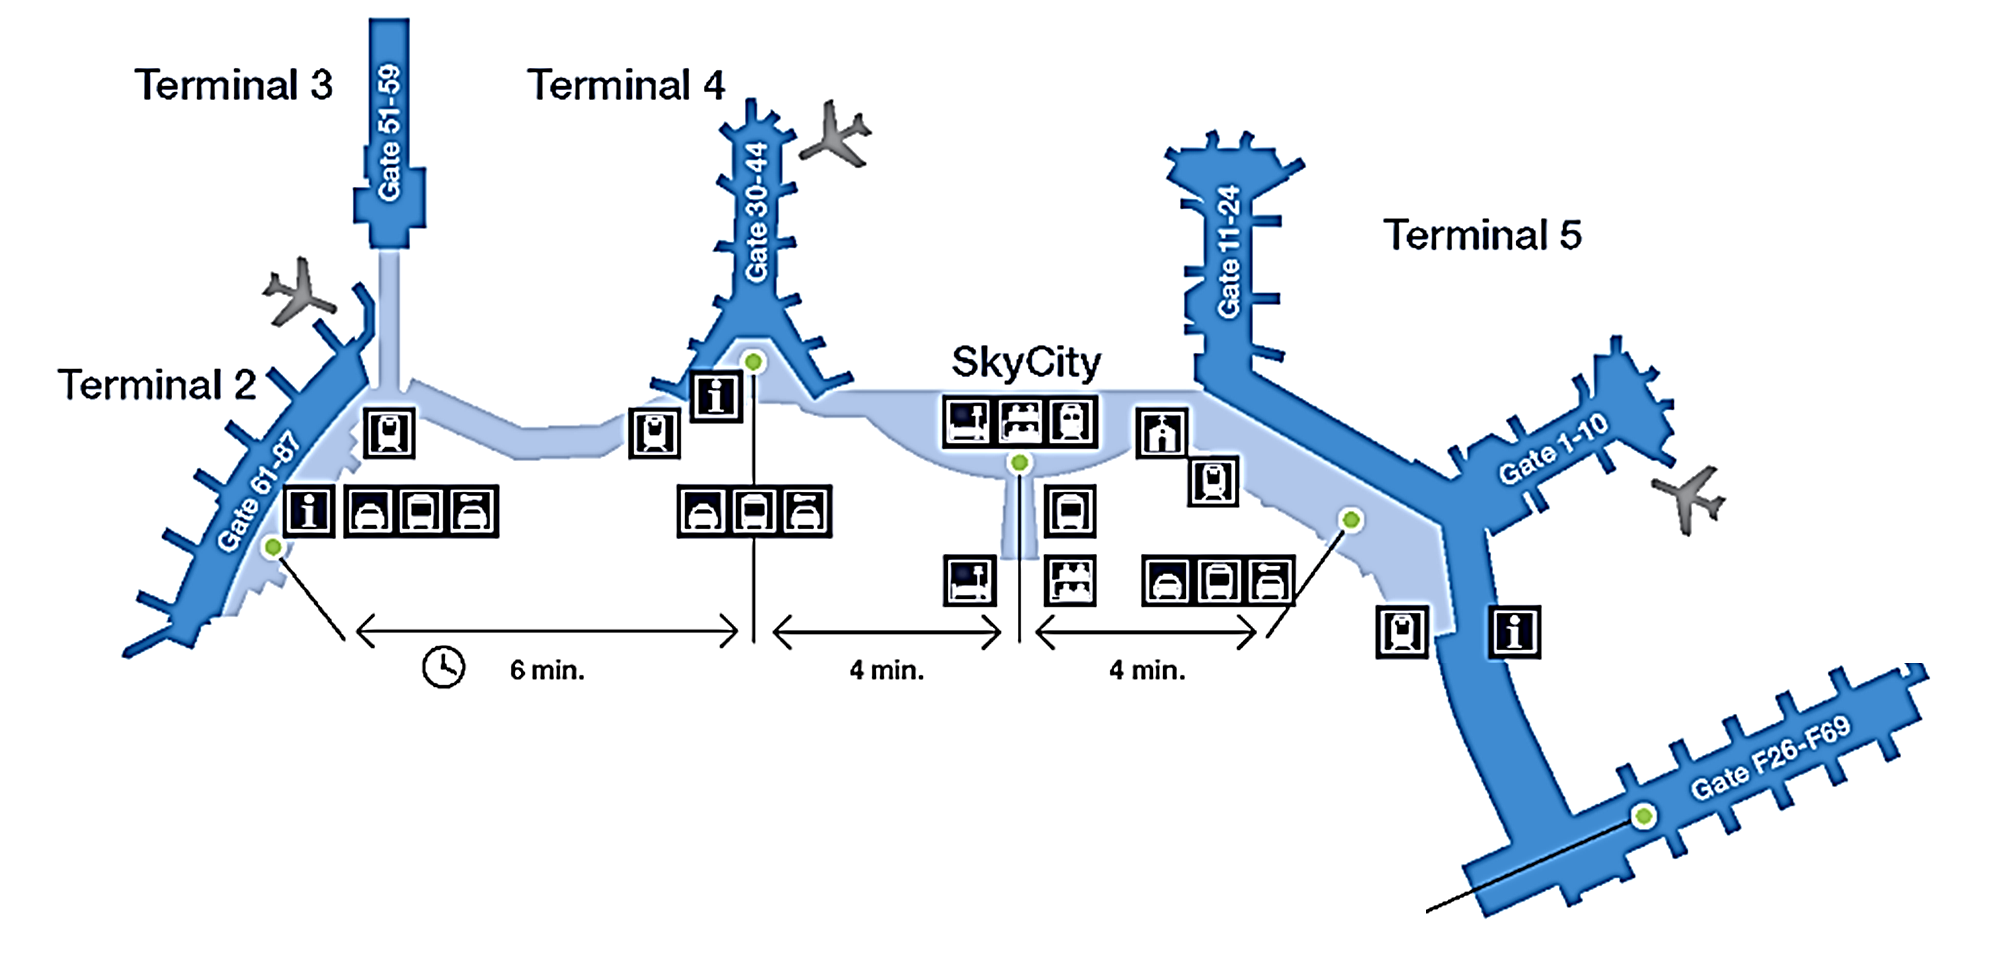 Terminal 3
Gate 51-59
Terminal 4
Gate 30-44
Gate 11-24
Terminal 5
Terminal 2
Gate 61-87
SkyCity
Gate 1-10
i
i
i
6 min.
4 min.
4 min.
Gate F26-F69